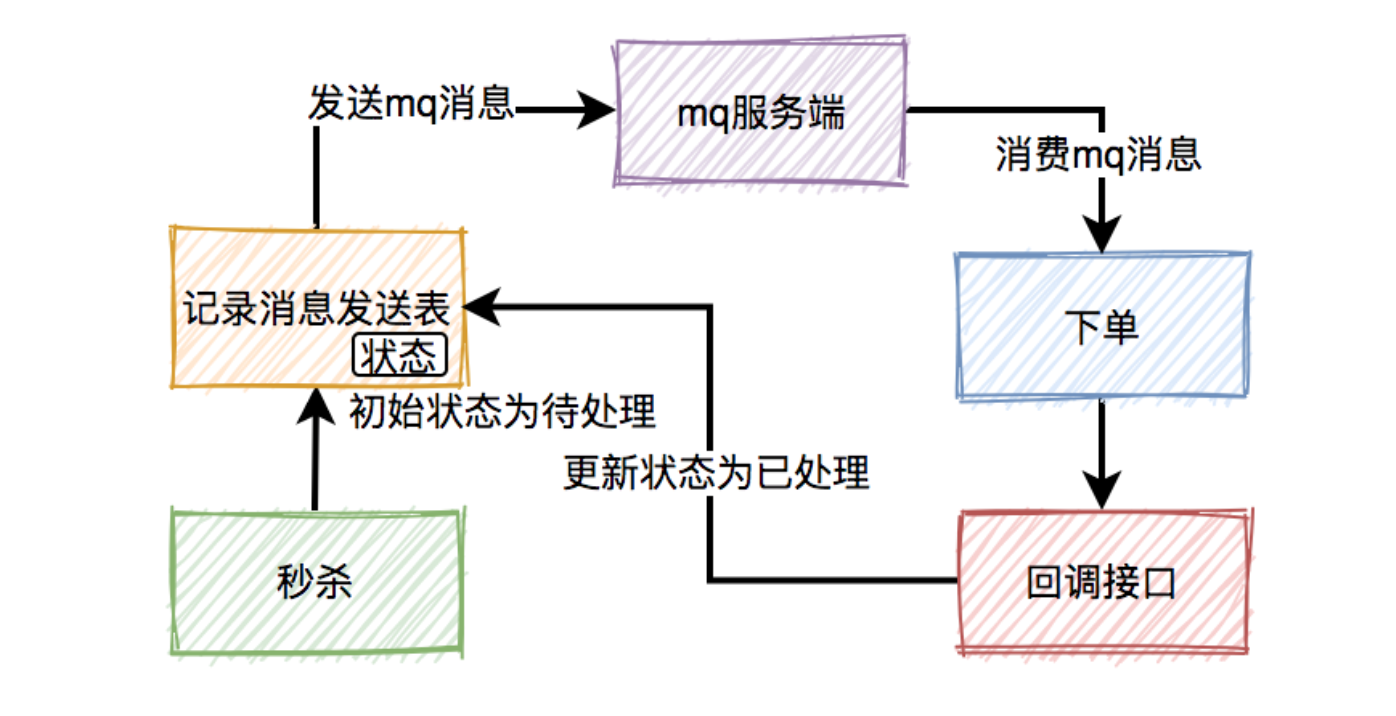 发送mq消息
mq服务端
消费mq消息
记录消息发送表
状态
下单
初始状态为待处理
更新状态为已处理
秒杀
回调接口